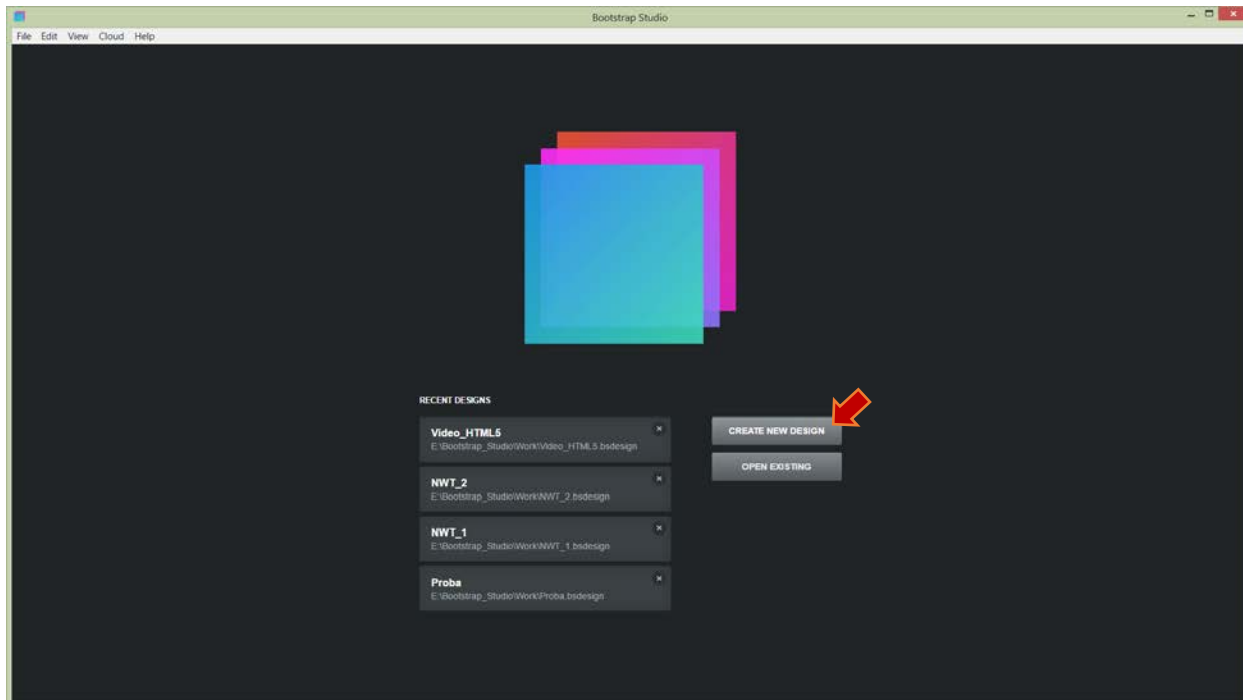 Bootstrap Studio
File Edit View Cloud Help
RECENT DESIGNS
Video_HTML5
E:\Bootstrap_Studio\Work\Video_HTML5.bsdesign
NWT_2
E:\Bootstrap_Studio\Work\NWT_2.bsdesign
NWT_1
E:\Bootstrap_Studio\Work\NWT_1.bsdesign
Proba
E:\Bootstrap_Studio\Work\Proba.bsdesign
CREATE NEW DESIGN
OPEN EXISTING